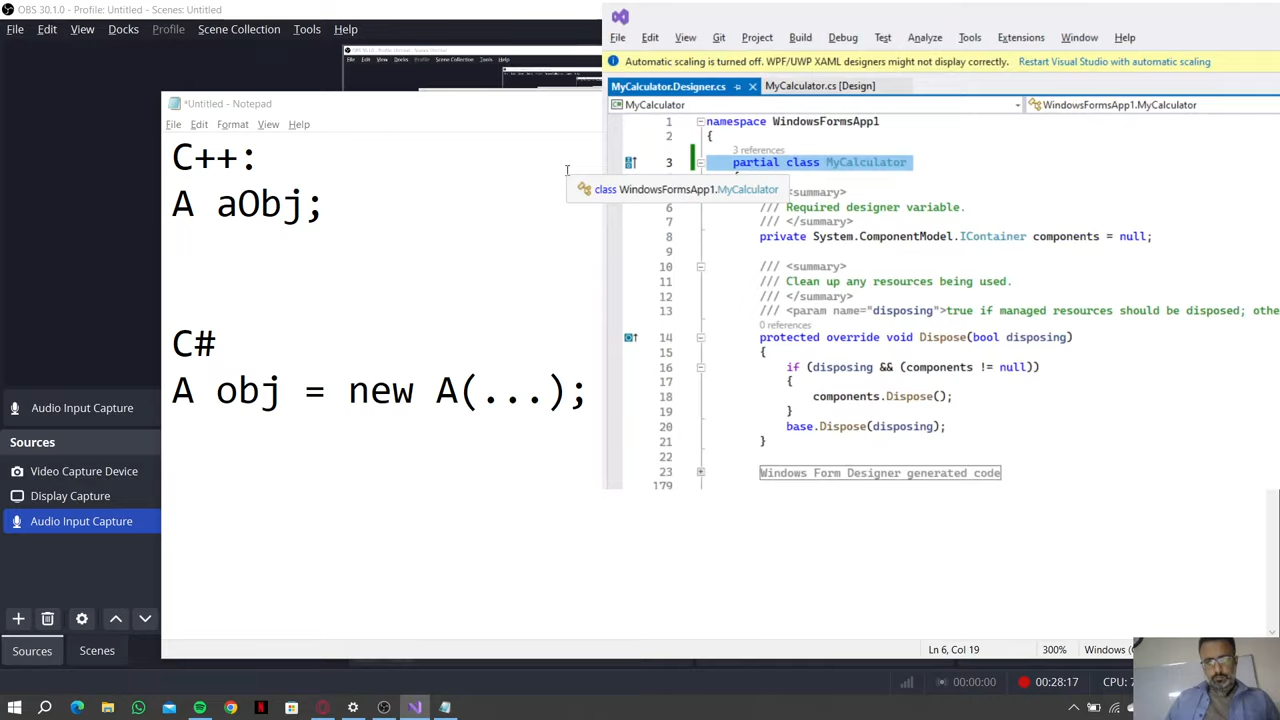 OBS 30.1.0 - Profile: Untitled - Scenes: Untitled
File Edit View Docks Profile Scene Collection Tools Help
*Untitled - Notepad
File Edit Format View Help
C++:
A aObj;
C#
A obj = new A(...);
File Edit View Git Project Build Debug Test Analyze Tools Extensions Window Help
Automatic scaling is turned off. WPF/UWP XAML designers might not display correctly. Restart Visual Studio with automatic scaling
MyCalculator.Designer.cs MyCalculator.cs [Design]
MyCalculator WindowsFormsApp1.MyCalculator
1 namespace WindowsFormsApp1
2 {
3 references
3 partial class MyCalculator
class WindowsFormsApp1.MyCalculator
<summary>
6 /// Required designer variable.
7 /// </summary>
8 private System.ComponentModel.IContainer components = null;
9
10 /// <summary>
11 /// Clean up any resources being used.
12 /// </summary>
13 /// <param name="disposing">true if managed resources should be disposed;
0 references
14 protected override void Dispose(bool disposing)
15 {
16 if (disposing && (components != null))
17 {
18 components.Dispose();
19 }
20 base.Dispose(disposing);
21 }
22
23 Windows Form Designer generated code
179
Audio Input Capture
Sources
Video Capture Device
Display Capture
Audio Input Capture
Sources Scenes
Ln 6, Col 19 300% Windows
00:00:00 00:28:17 CPU: